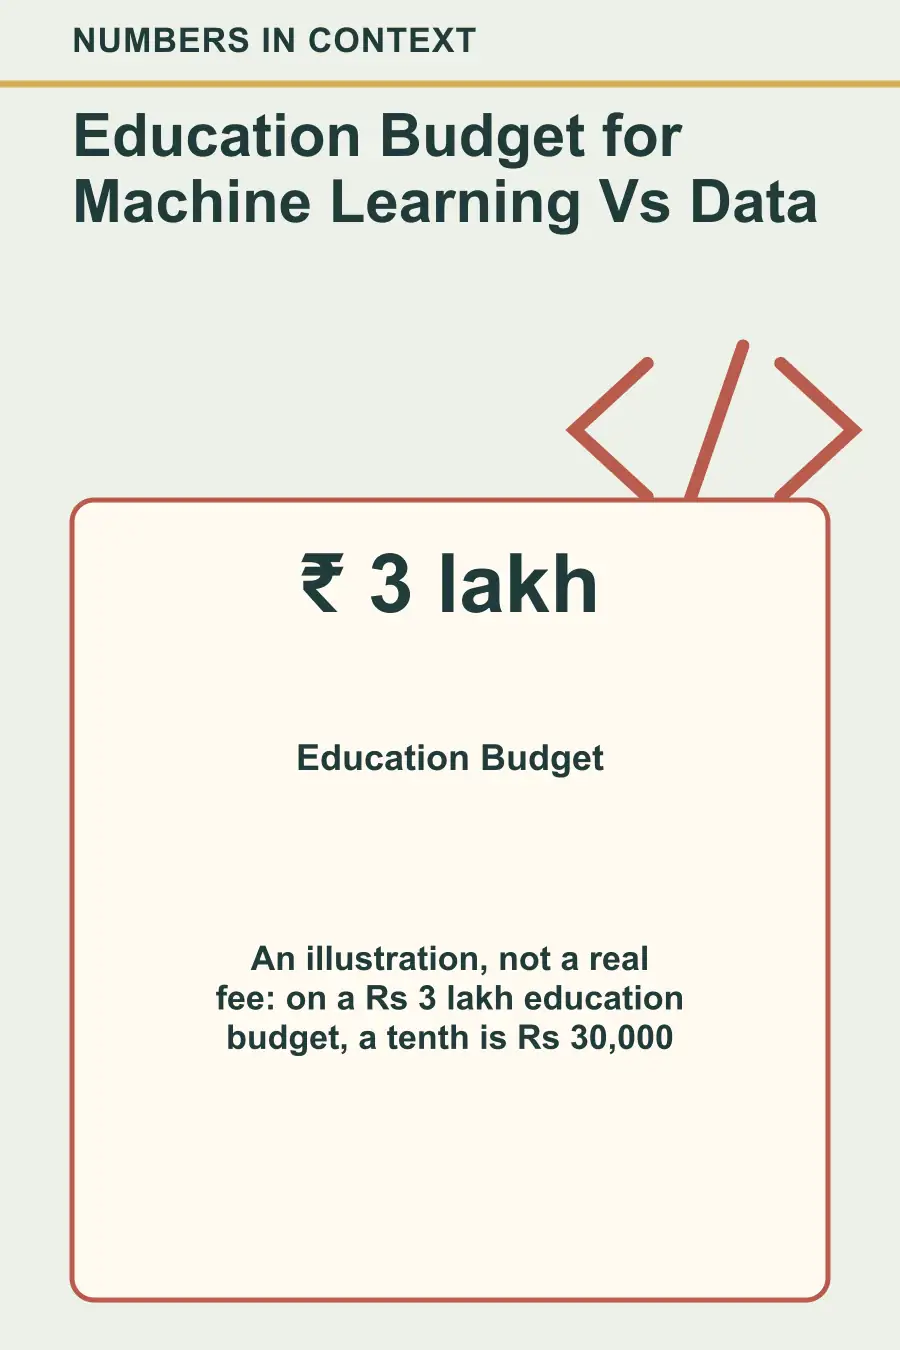 NUMBERS IN CONTEXT
Education Budget for
Machine Learning Vs Data
₹ 3 lakh
Education Budget
An illustration, not a real
fee: on a Rs 3 lakh education
budget, a tenth is Rs 30,000